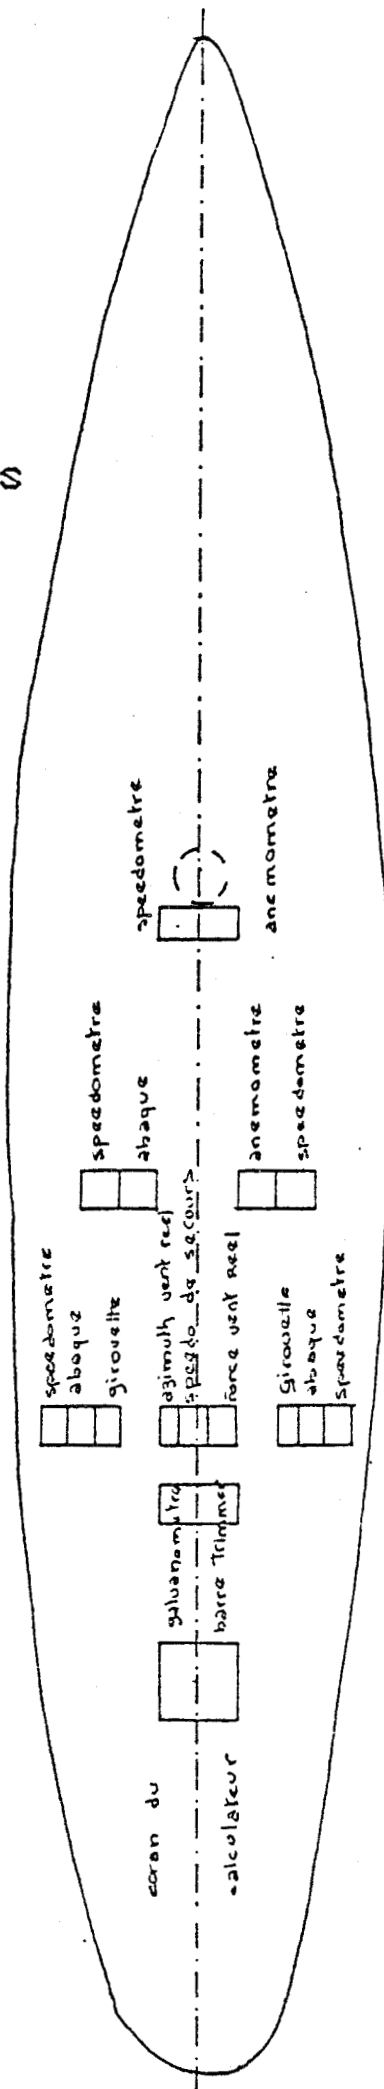 speedometre
anemometre
speedometre
abaque
anemometre
speedometre
speedometre
abaque
girouette
azimuth vent reel
speedo de secours
Force vent reel
Girouette
abaque
speedometre
galvanometre
barre Trimmer
ecran du
calculateur